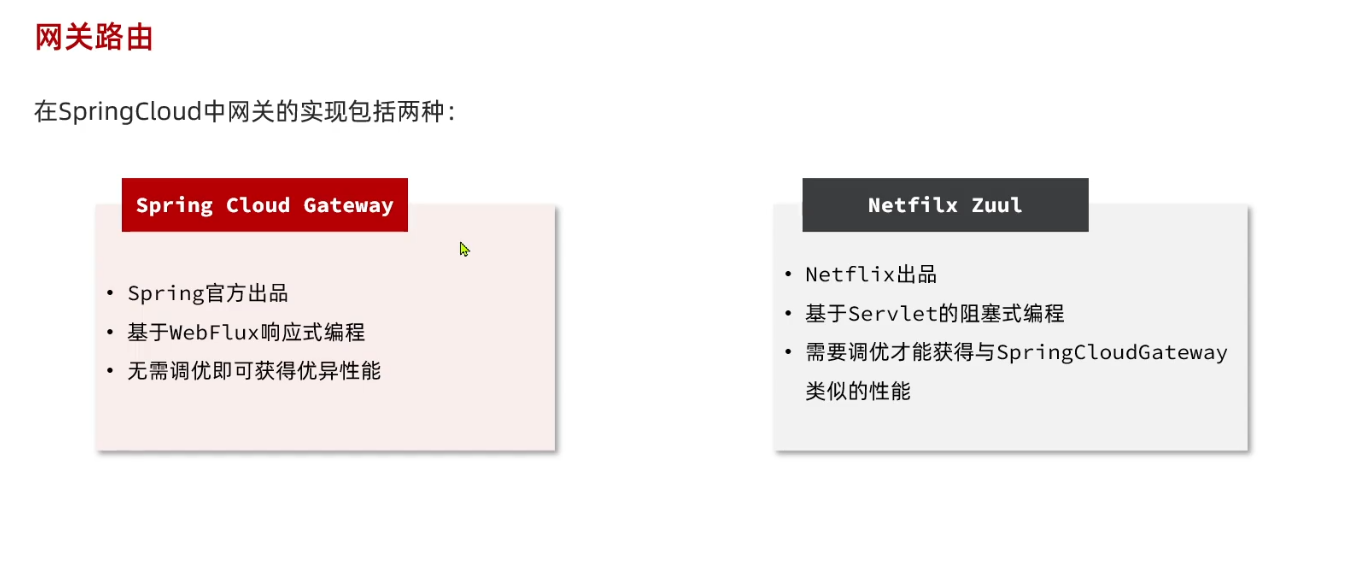 网关路由
在SpringCloud中网关的实现包括两种：
Spring Cloud Gateway
• Spring官方出品
• 基于WebFlux响应式编程
• 无需调优即可获得优异性能
Netfilx Zuul
• Netflix出品
• 基于Servlet的阻塞式编程
• 需要调优才能获得与SpringCloudGateway
类似的性能